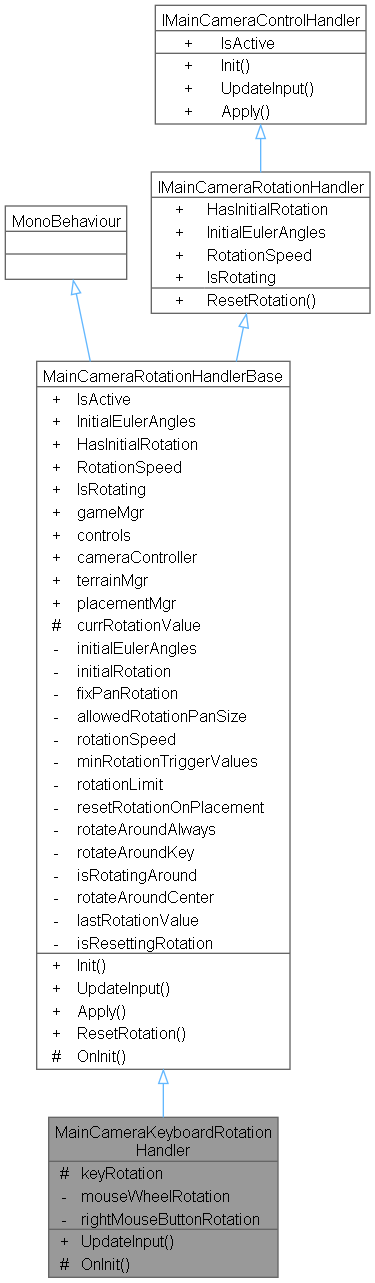 IMainCameraControlHandler
+ IsActive
+ Init()
+ UpdateInput()
+ Apply()
IMainCameraRotationHandler
+ HasInitialRotation
+ InitialEulerAngles
+ RotationSpeed
+ IsRotating
+ ResetRotation()
MonoBehaviour
MainCameraRotationHandlerBase
+ IsActive
+ InitialEulerAngles
+ HasInitialRotation
+ RotationSpeed
+ IsRotating
+ gameMgr
+ controls
+ cameraController
+ terrainMgr
+ placementMgr
# currRotationValue
- initialEulerAngles
- initialRotation
- fixPanRotation
- allowedRotationPanSize
- rotationSpeed
- minRotationTriggerValues
- rotationLimit
- resetRotationOnPlacement
- rotateAroundAlways
- rotateAroundKey
- isRotatingAround
- rotateAroundCenter
- lastRotationValue
- isResettingRotation
+ Init()
+ UpdateInput()
+ Apply()
+ ResetRotation()
# OnInit()
MainCameraKeyboardRotation
Handler
# keyRotation
- mouseWheelRotation
- rightMouseButtonRotation
+ UpdateInput()
# OnInit()